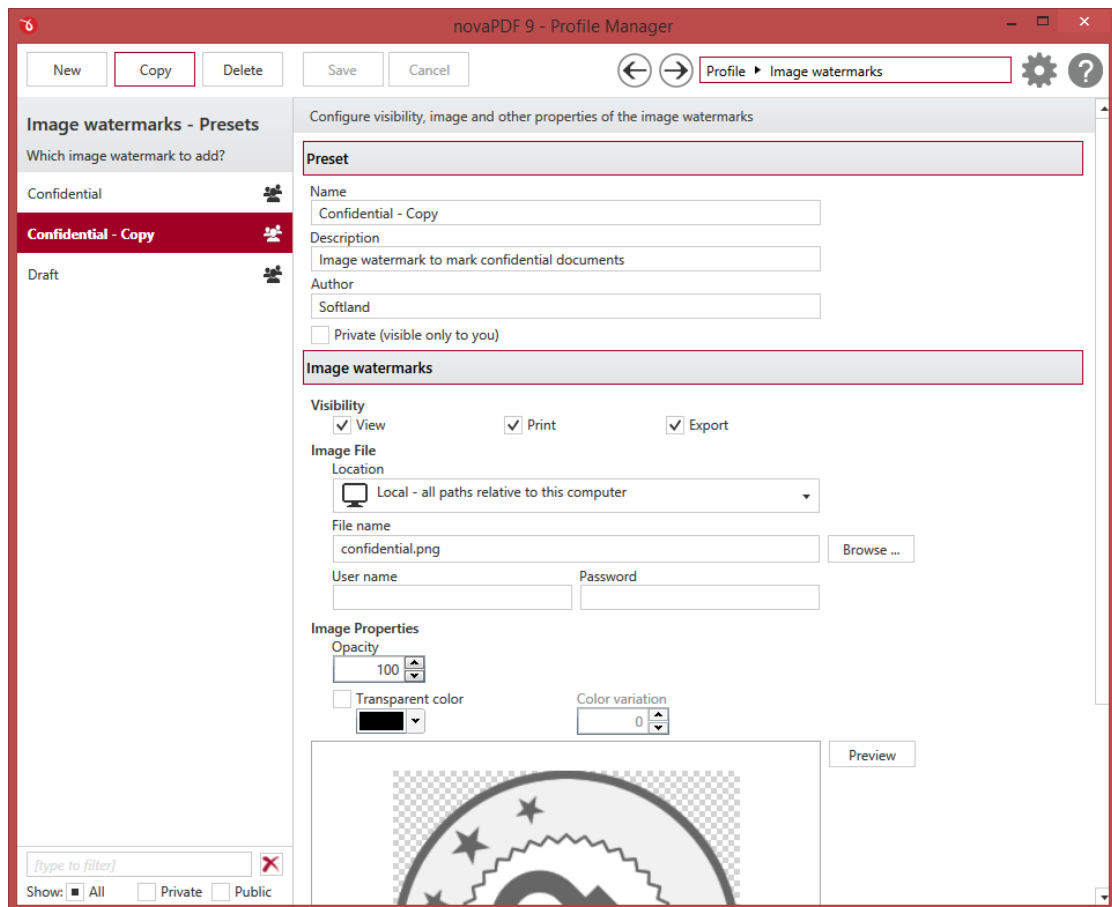 novaPDF 9 - Profile Manager
New Copy Delete Save Cancel Profile Image watermarks
Image watermarks - Presets
Which image watermark to add?
Confidential
Confidential - Copy
Draft
[type to filter]
Show: All Private Public
Configure visibility, image and other properties of the image watermarks
Preset
Name
Confidential - Copy
Description
Image watermark to mark confidential documents
Author
Softland
Private (visible only to you)
Image watermarks
Visibility
View Print Export
Image File
Location
Local - all paths relative to this computer
File name
confidential.png Browse ...
User name Password
Image Properties
Opacity
100
Transparent color Color variation
0
Preview